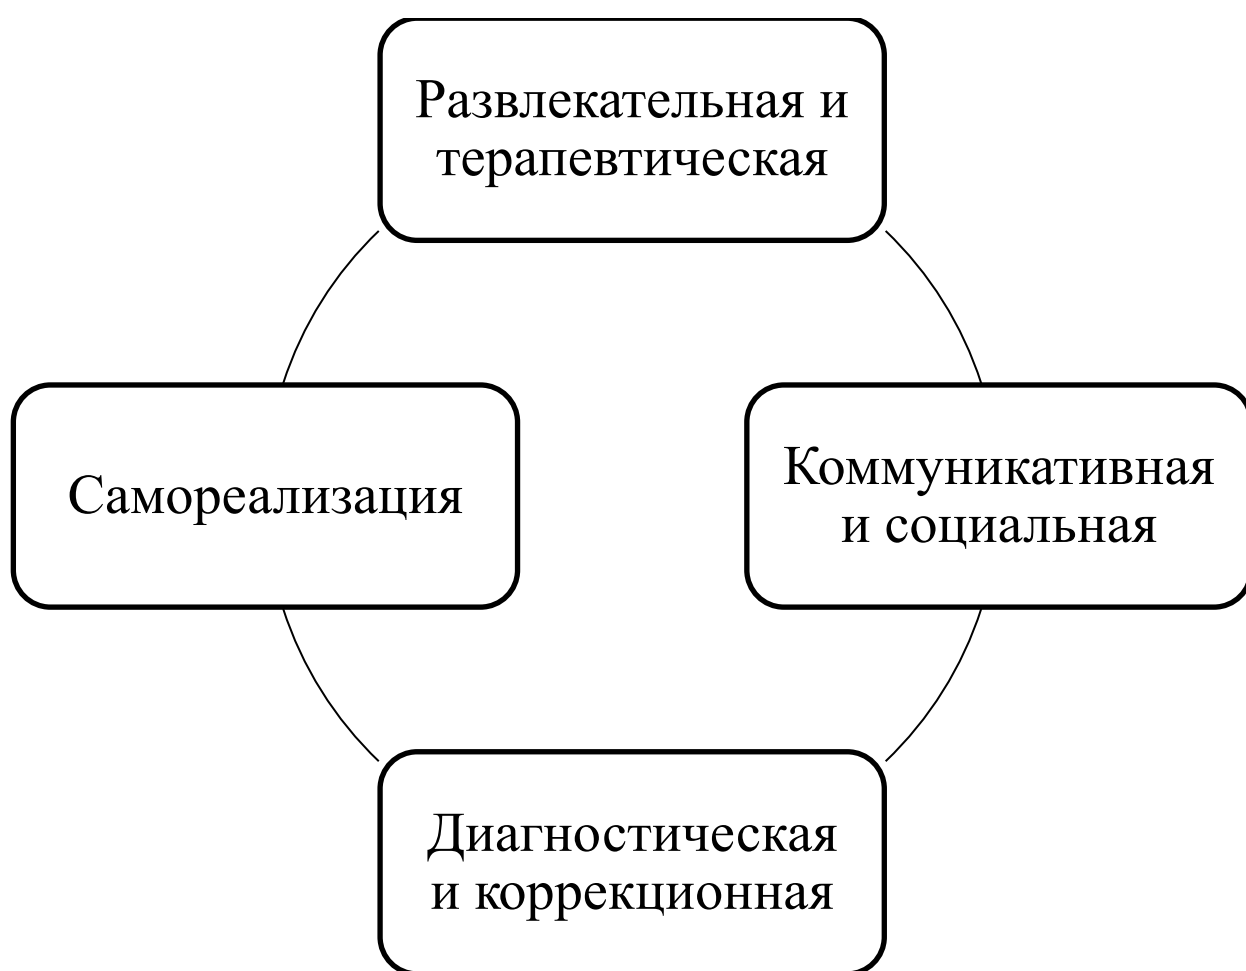 Развлекательная и
терапевтическая
Самореализация
Коммуникативная
и социальная
Диагностическая
и коррекционная